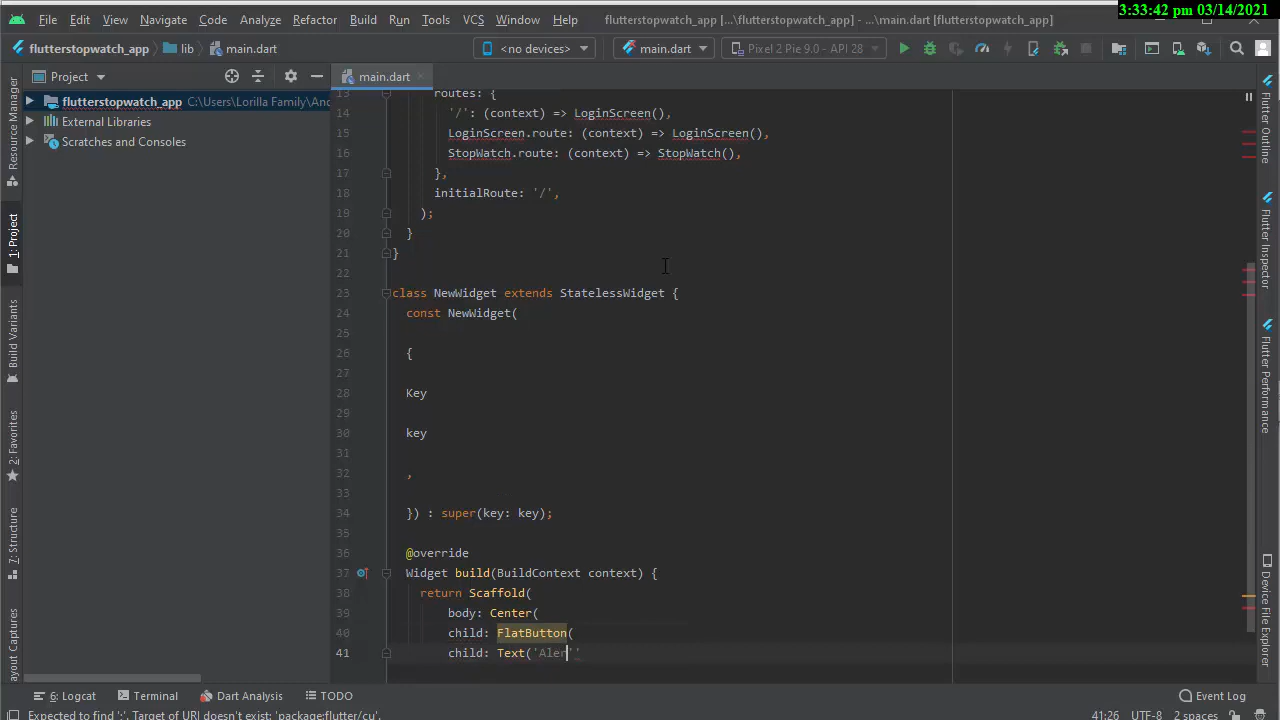 3:33:42 pm 03/14/2021
File Edit View Navigate Code Analyze Refactor Build Run Tools VCS Window Help flutterstopwatch_app [...\flutterstopwatch_app] - ...\main.dart [flutterstopwatch_app]
flutterstopwatch_app lib main.dart <no devices> main.dart Pixel 2 Pie 9.0 - API 28
Project main.dart
flutterstopwatch_app C:\Users\Lorilla Family\And
External Libraries
Scratches and Consoles
13 routes: {
14 '/': (context) => LoginScreen(),
15 LoginScreen.route: (context) => LoginScreen(),
16 StopWatch.route: (context) => StopWatch(),
17 },
18 initialRoute: '/',
19 );
20 }
21 }
22
23 class NewWidget extends StatelessWidget {
24 const NewWidget(
25
26 {
27
28 Key
29
30 key
31
32 ,
33
34 }) : super(key: key);
35
36 @override
37 Widget build(BuildContext context) {
38 return Scaffold(
39 body: Center(
40 child: FlatButton(
41 child: Text('Aler''
Resource Manager
1: Project
Build Variants
2: Favorites
7: Structure
ayout Captures
Flutter Outline
Flutter Inspector
Flutter Performance
Device File Explorer
6: Logcat Terminal Dart Analysis TODO Event Log
Expected to find ';'. Target of URI doesn't exist: 'package:flutter/cu'. 41:26 UTF-8 2 spaces